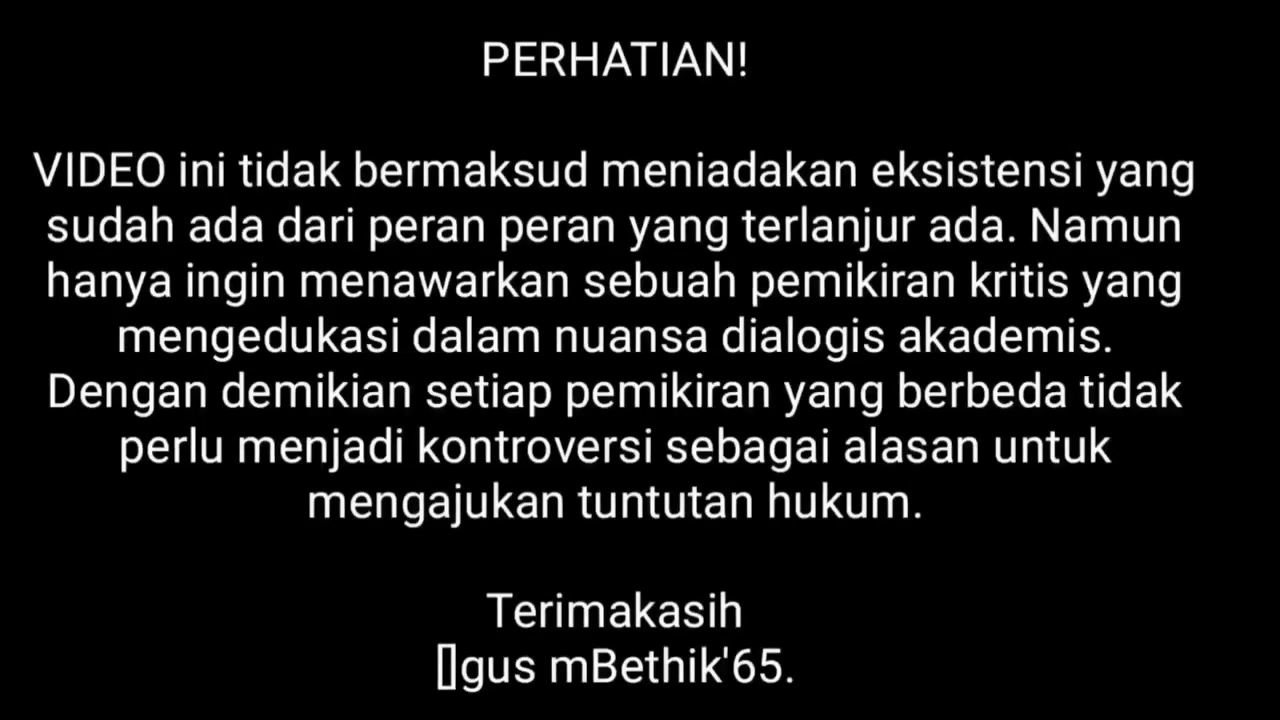 PERHATIAN!
VIDEO ini tidak bermaksud meniadakan eksistensi yang
sudah ada dari peran peran yang terlanjur ada. Namun
hanya ingin menawarkan sebuah pemikiran kritis yang
mengedukasi dalam nuansa dialogis akademis.
Dengan demikian setiap pemikiran yang berbeda tidak
perlu menjadi kontroversi sebagai alasan untuk
mengajukan tuntutan hukum.
Terimakasih
[]gus mBethik'65.